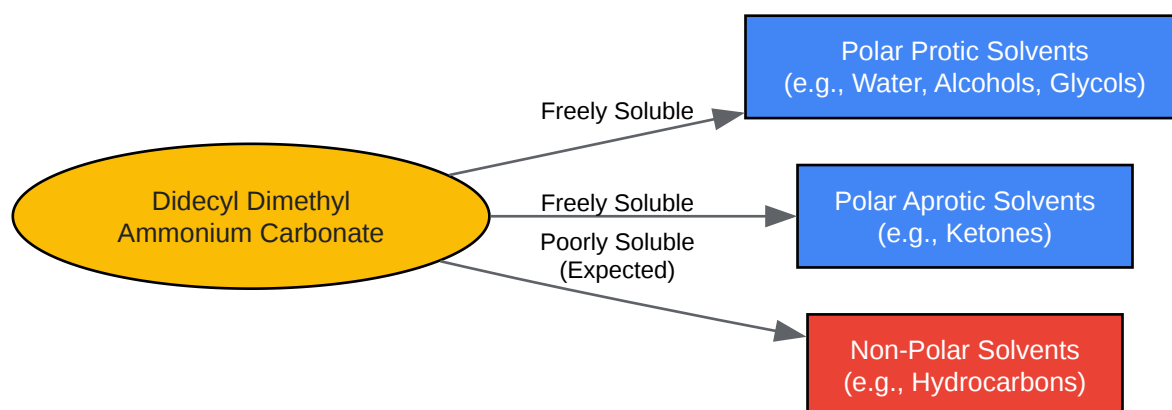 Didecyl Dimethyl
Ammonium Carbonate
Freely Soluble
Polar Protic Solvents
(e.g., Water, Alcohols, Glycols)
Freely Soluble
Polar Aprotic Solvents
(e.g., Ketones)
Poorly Soluble
(Expected)
Non-Polar Solvents
(e.g., Hydrocarbons)